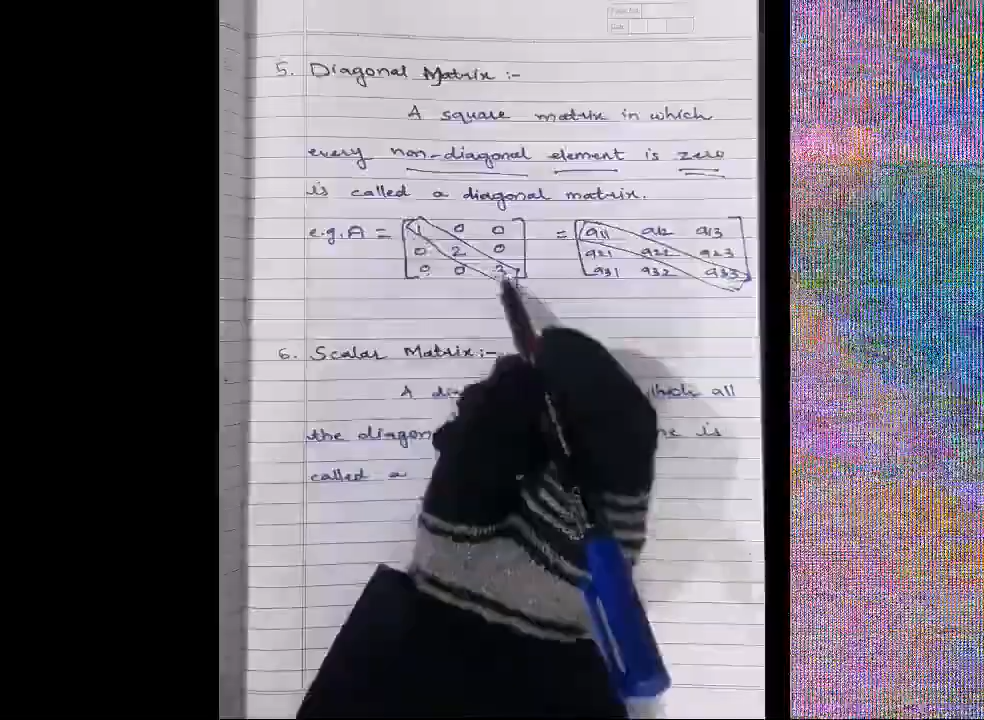 5. Diagonal Matrix :-
A square matrix in which
every non-diagonal element is zero
is called a diagonal matrix.
e.g. A = [1 0 0 = [a11 a12 a13
0 2 0 a21 a22 a23
0 0 3] a31 a32 a33]
6. Scalar Matrix :-
A all
the is
called a